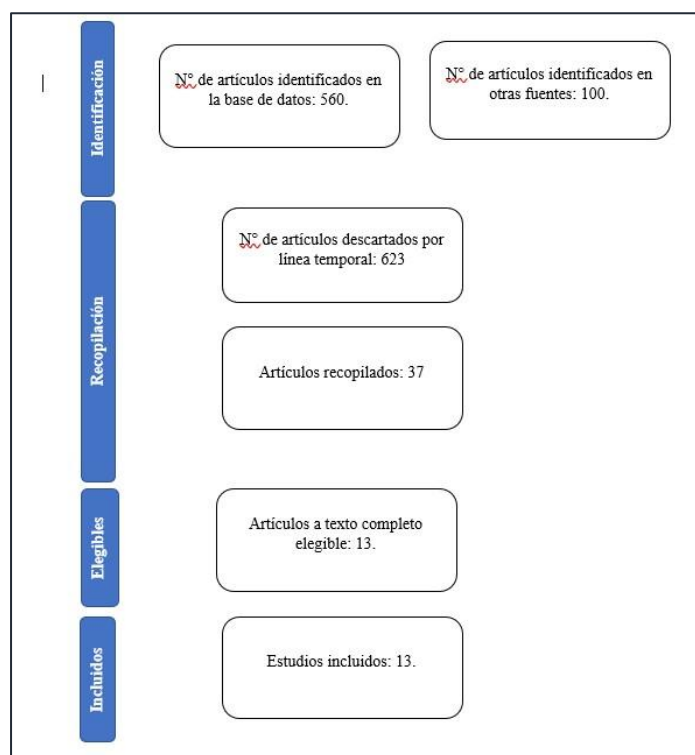 Identificación
N° de artículos identificados en
la base de datos: 560.
N° de artículos identificados en
otras fuentes: 100.
Recopilación
N° de artículos descartados por
línea temporal: 623
Artículos recopilados: 37
Elegibles
Artículos a texto completo
elegible: 13.
Incluidos
Estudios incluidos: 13.